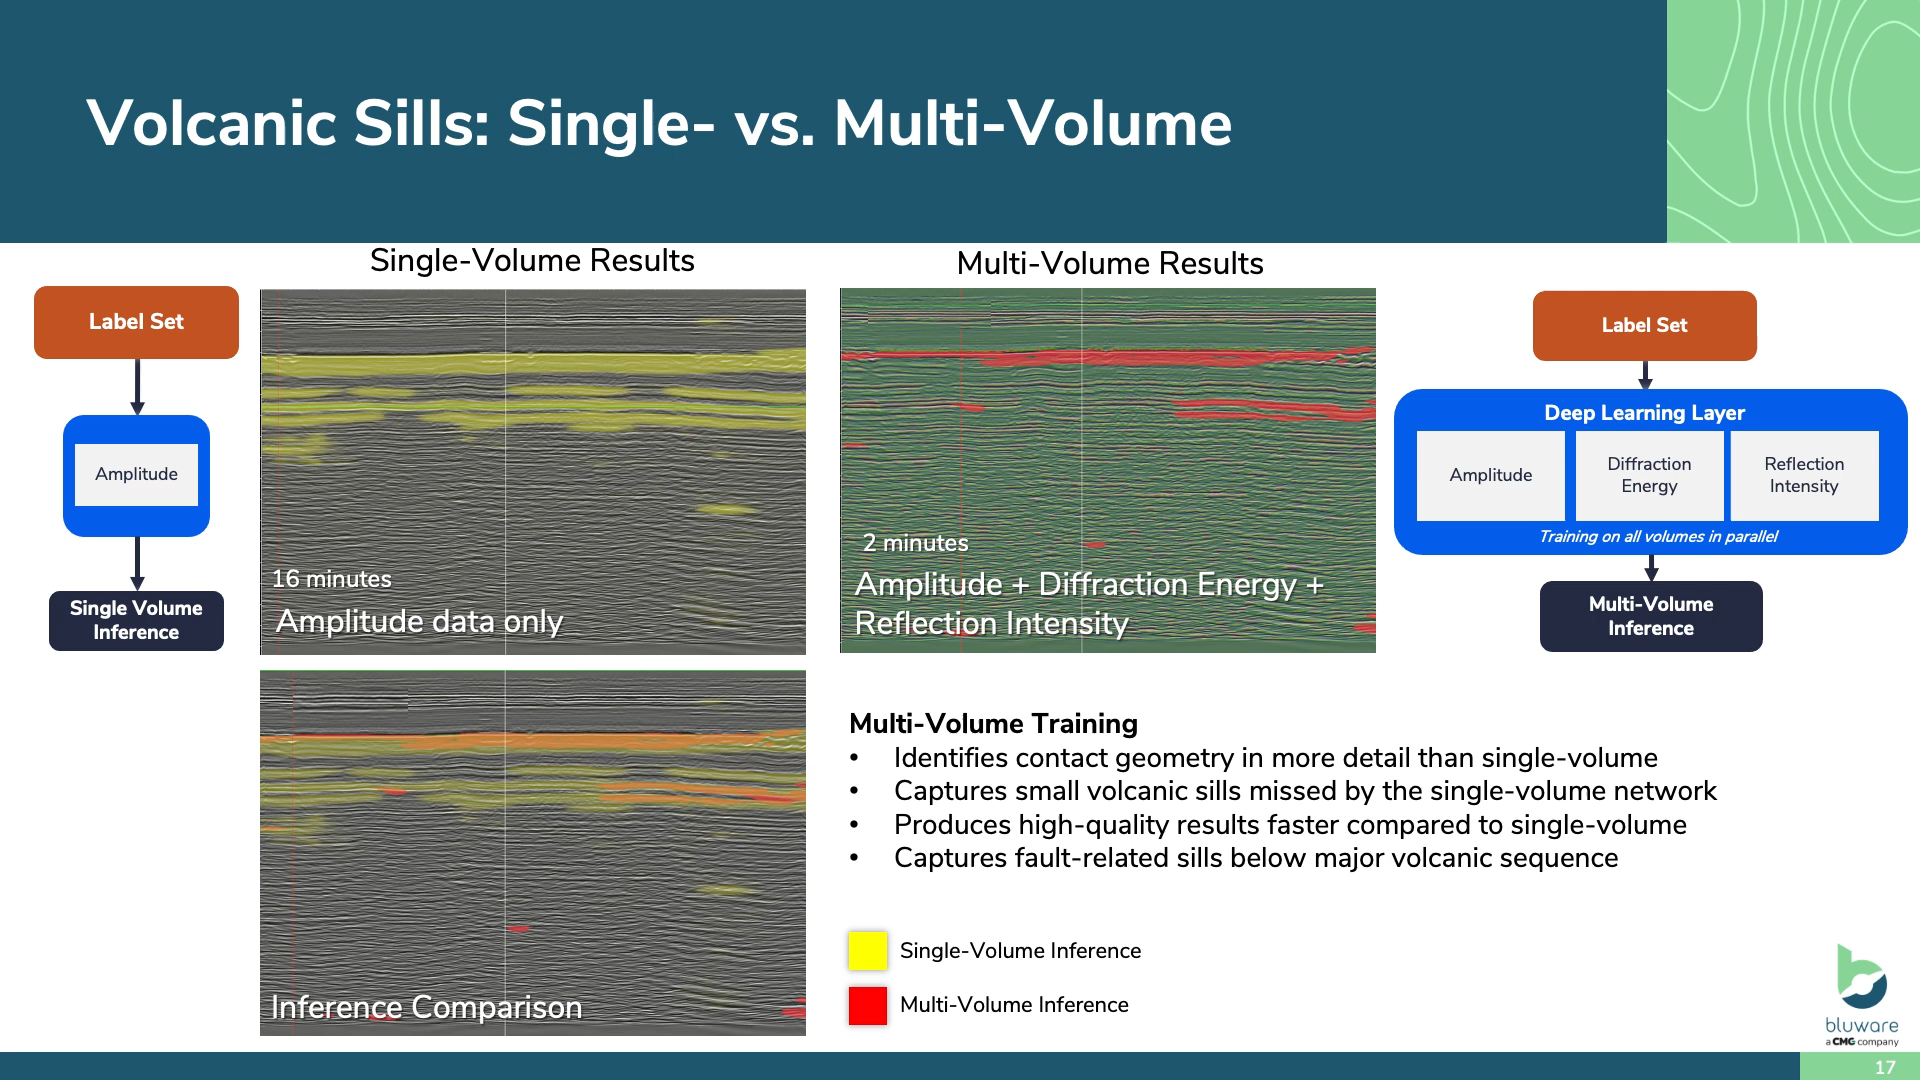 Volcanic Sills: Single- vs. Multi-Volume
Single-Volume Results
Multi-Volume Results
Label Set
Amplitude
Single Volume
Inference
16 minutes
Amplitude data only
2 minutes
Amplitude + Diffraction Energy +
Reflection Intensity
Label Set
Deep Learning Layer
Amplitude
Diffraction
Energy
Reflection
Intensity
Training on all volumes in parallel
Multi-Volume
Inference
Inference Comparison
Multi-Volume Training
• Identifies contact geometry in more detail than single-volume
• Captures small volcanic sills missed by the single-volume network
• Produces high-quality results faster compared to single-volume
• Captures fault-related sills below major volcanic sequence
Single-Volume Inference
Multi-Volume Inference
bluware
a CMG company
17